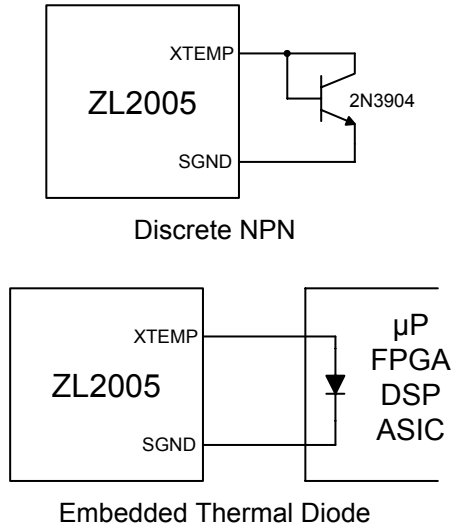 XTEMP
ZL2005
2N3904
SGND
Discrete NPN
XTEMP
µP
FPGA
ZL2005
DSP
ASIC
SGND
Embedded Thermal Diode